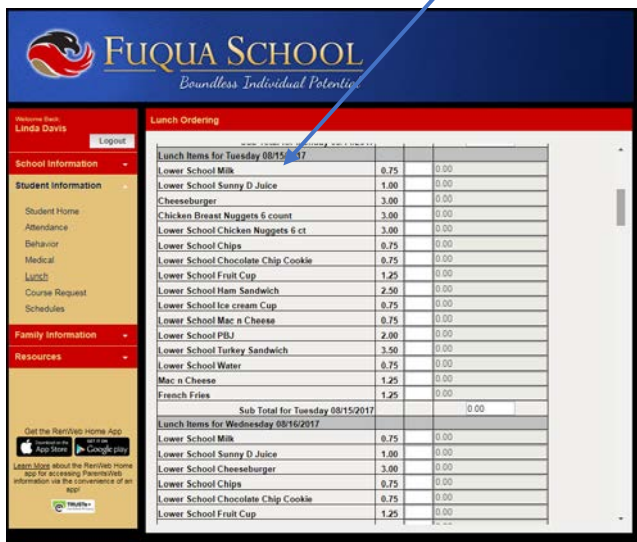 FUQUA SCHOOL
Boundless Individual Potential
Welcome Back:
Linda Davis
Logout
School Information
Student Information
Student Home
Attendance
Behavior
Medical
Lunch
Course Request
Schedules
Family Information
Resources
Get the RenWeb Home App
Download on the App Store
GET IT ON Google play
Learn More about the RenWeb Home
app for accessing ParentsWeb
information via the convenience of an
app!
TRUSTe
Lunch Ordering
Lunch Items for Tuesday 08/15/2017
Lower School Milk 0.75 0.00
Lower School Sunny D Juice 1.00 0.00
Cheeseburger 3.00 0.00
Chicken Breast Nuggets 6 count 3.00 0.00
Lower School Chicken Nuggets 6 ct 3.00 0.00
Lower School Chips 0.75 0.00
Lower School Chocolate Chip Cookie 0.75 0.00
Lower School Fruit Cup 1.25 0.00
Lower School Ham Sandwich 2.50 0.00
Lower School Ice cream Cup 0.75 0.00
Lower School Mac n Cheese 0.75 0.00
Lower School PBJ 2.00 0.00
Lower School Turkey Sandwich 3.50 0.00
Lower School Water 0.75 0.00
Mac n Cheese 1.25 0.00
French Fries 1.25 0.00
Sub Total for Tuesday 08/15/2017 0.00
Lunch Items for Wednesday 08/16/2017
Lower School Milk 0.75 0.00
Lower School Sunny D Juice 1.00 0.00
Lower School Cheeseburger 3.00 0.00
Lower School Chips 0.75 0.00
Lower School Chocolate Chip Cookie 0.75 0.00
Lower School Fruit Cup 1.25 0.00